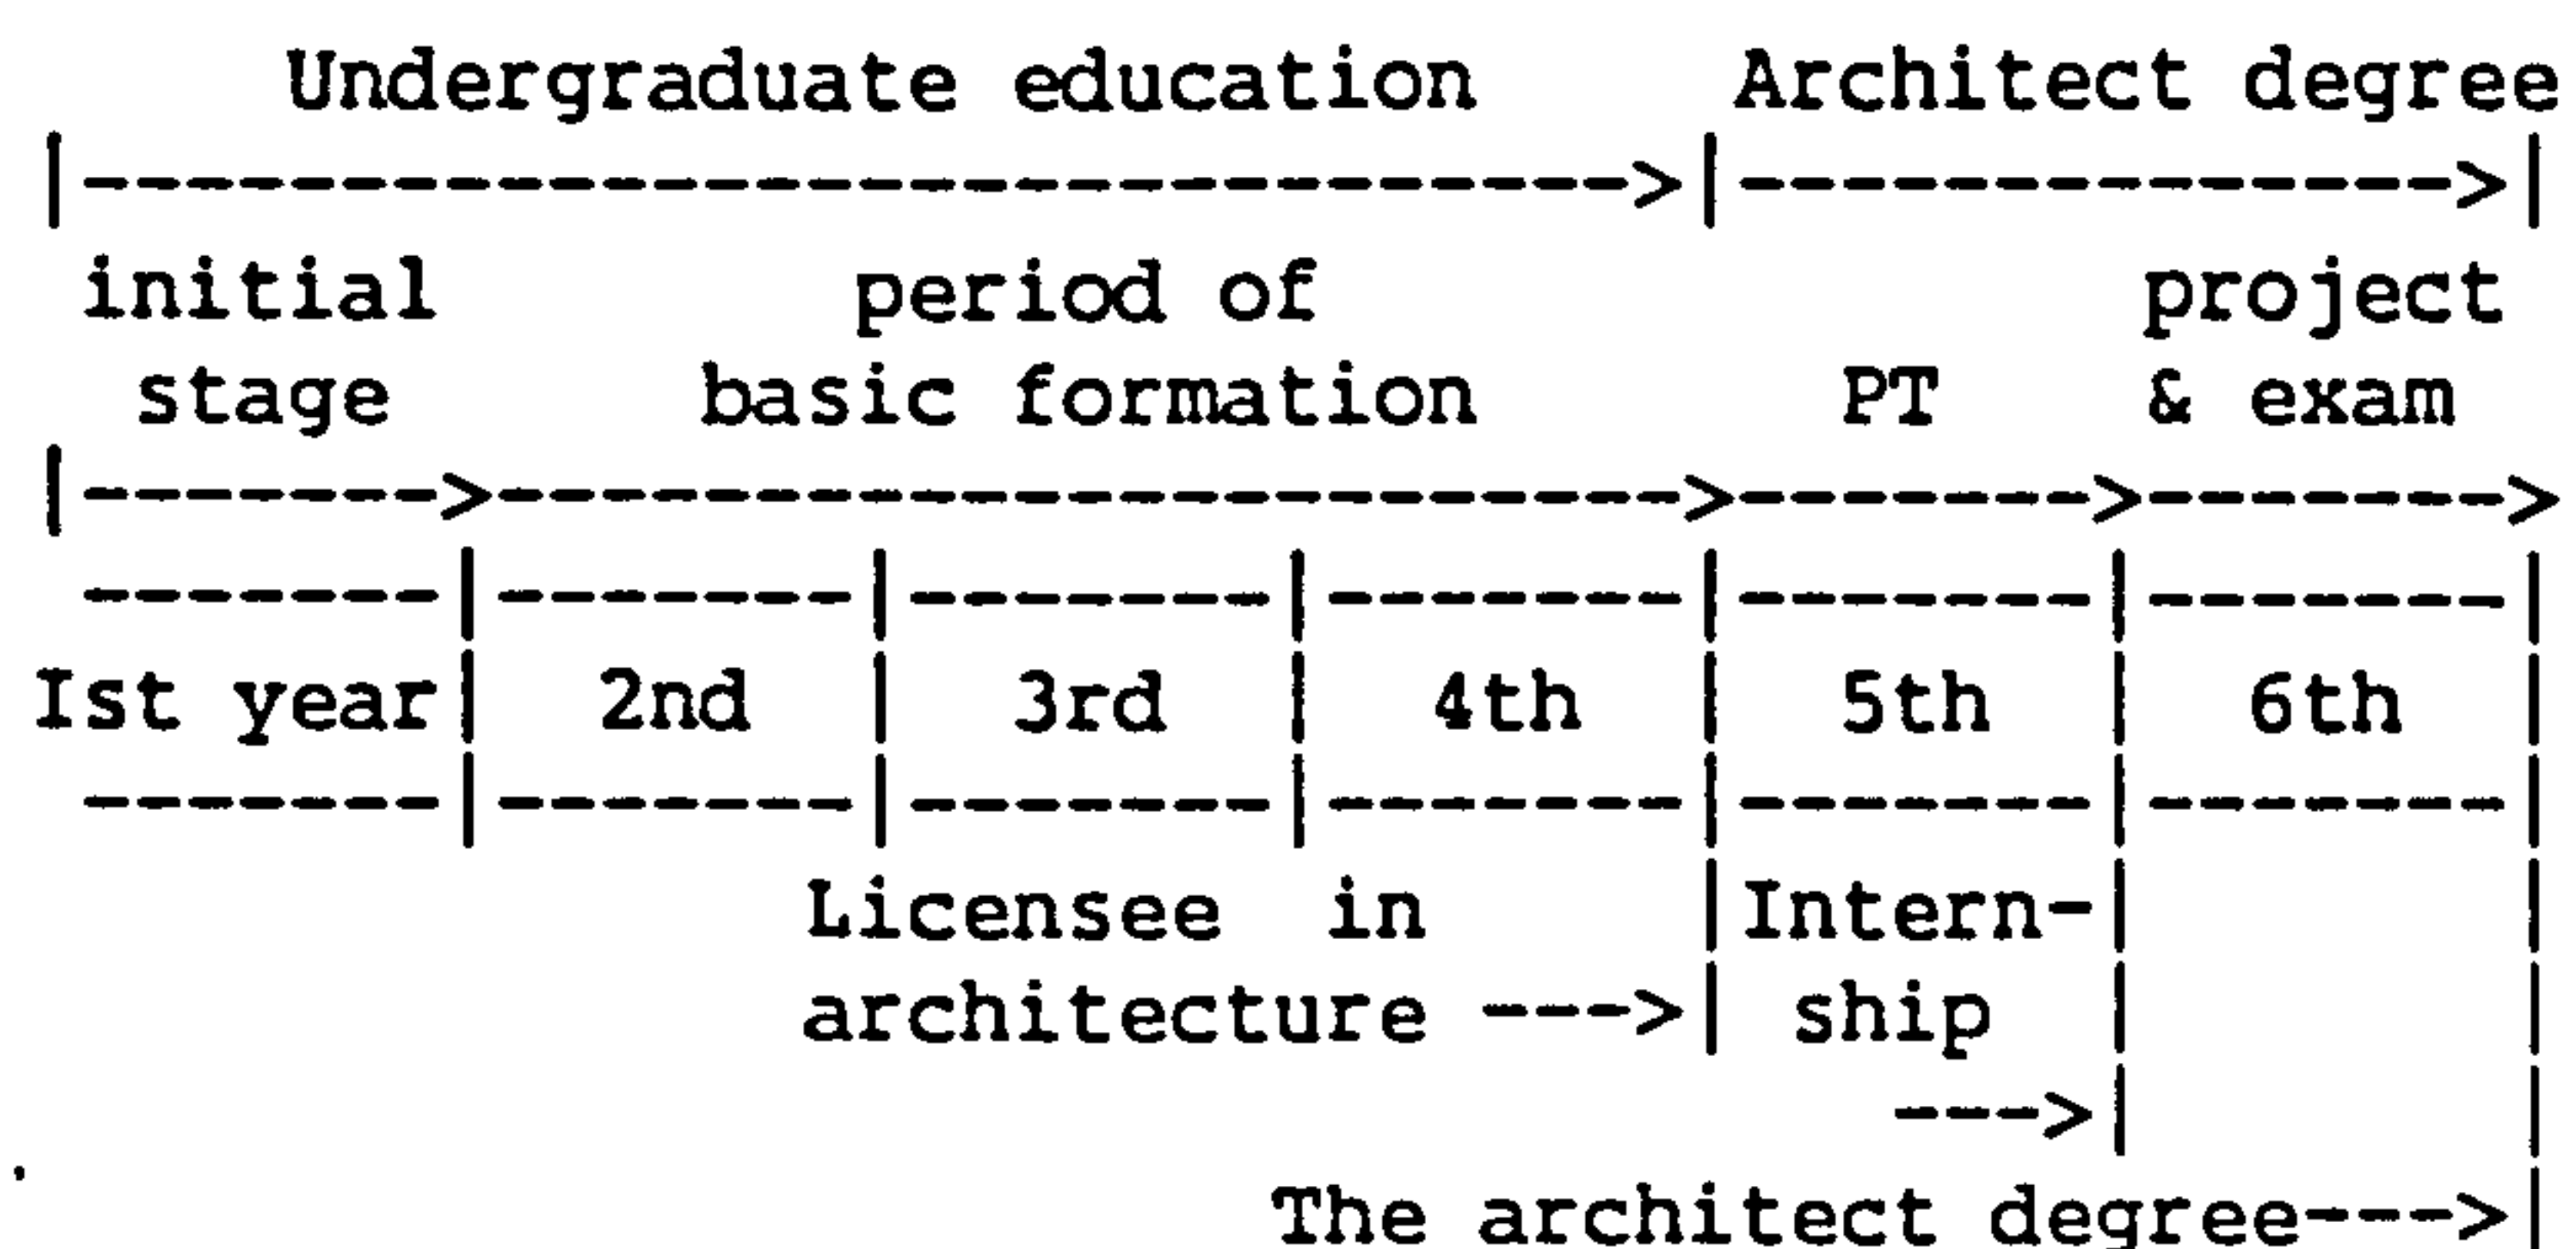 Undergraduate education Architect degree
|-------------------------------->|--------------->|
initial period of project
stage basic formation PT & exam
|------->----------------------->------->------->
-------|-------|-------|-------|-------|-------|
Ist year| 2nd | 3rd | 4th | 5th | 6th |
-------|-------|-------|-------|-------|-------|
Licensee in |Intern-| |
architecture --->| ship | |
--->| |
The architect degree--->|